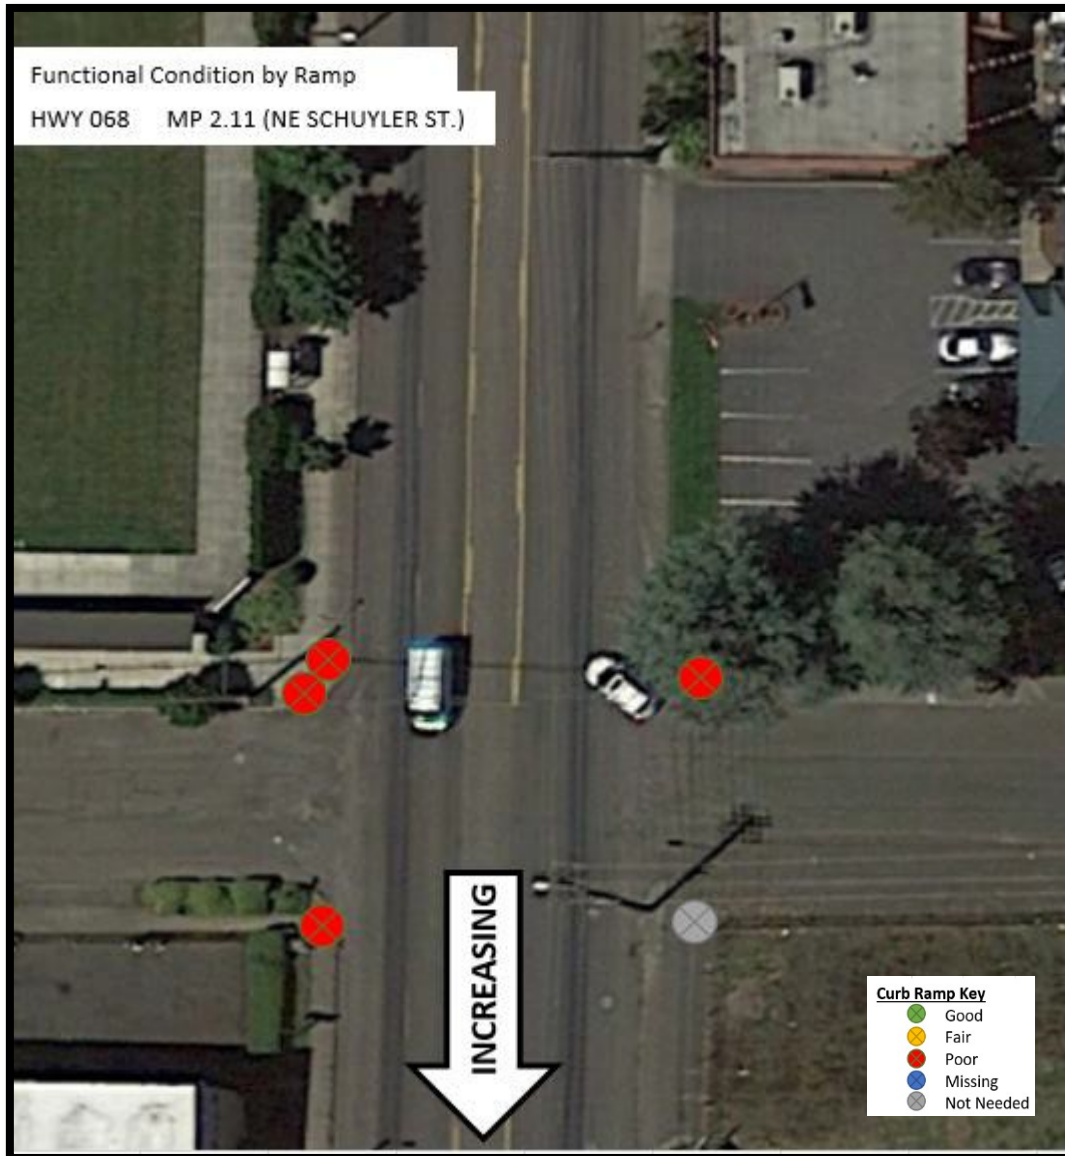 Functional Condition by Ramp
HWY 068 MP 2.11 (NE SCHUYLER ST.)
INCREASING
Curb Ramp Key
Good
Fair
Poor
Missing
Not Needed